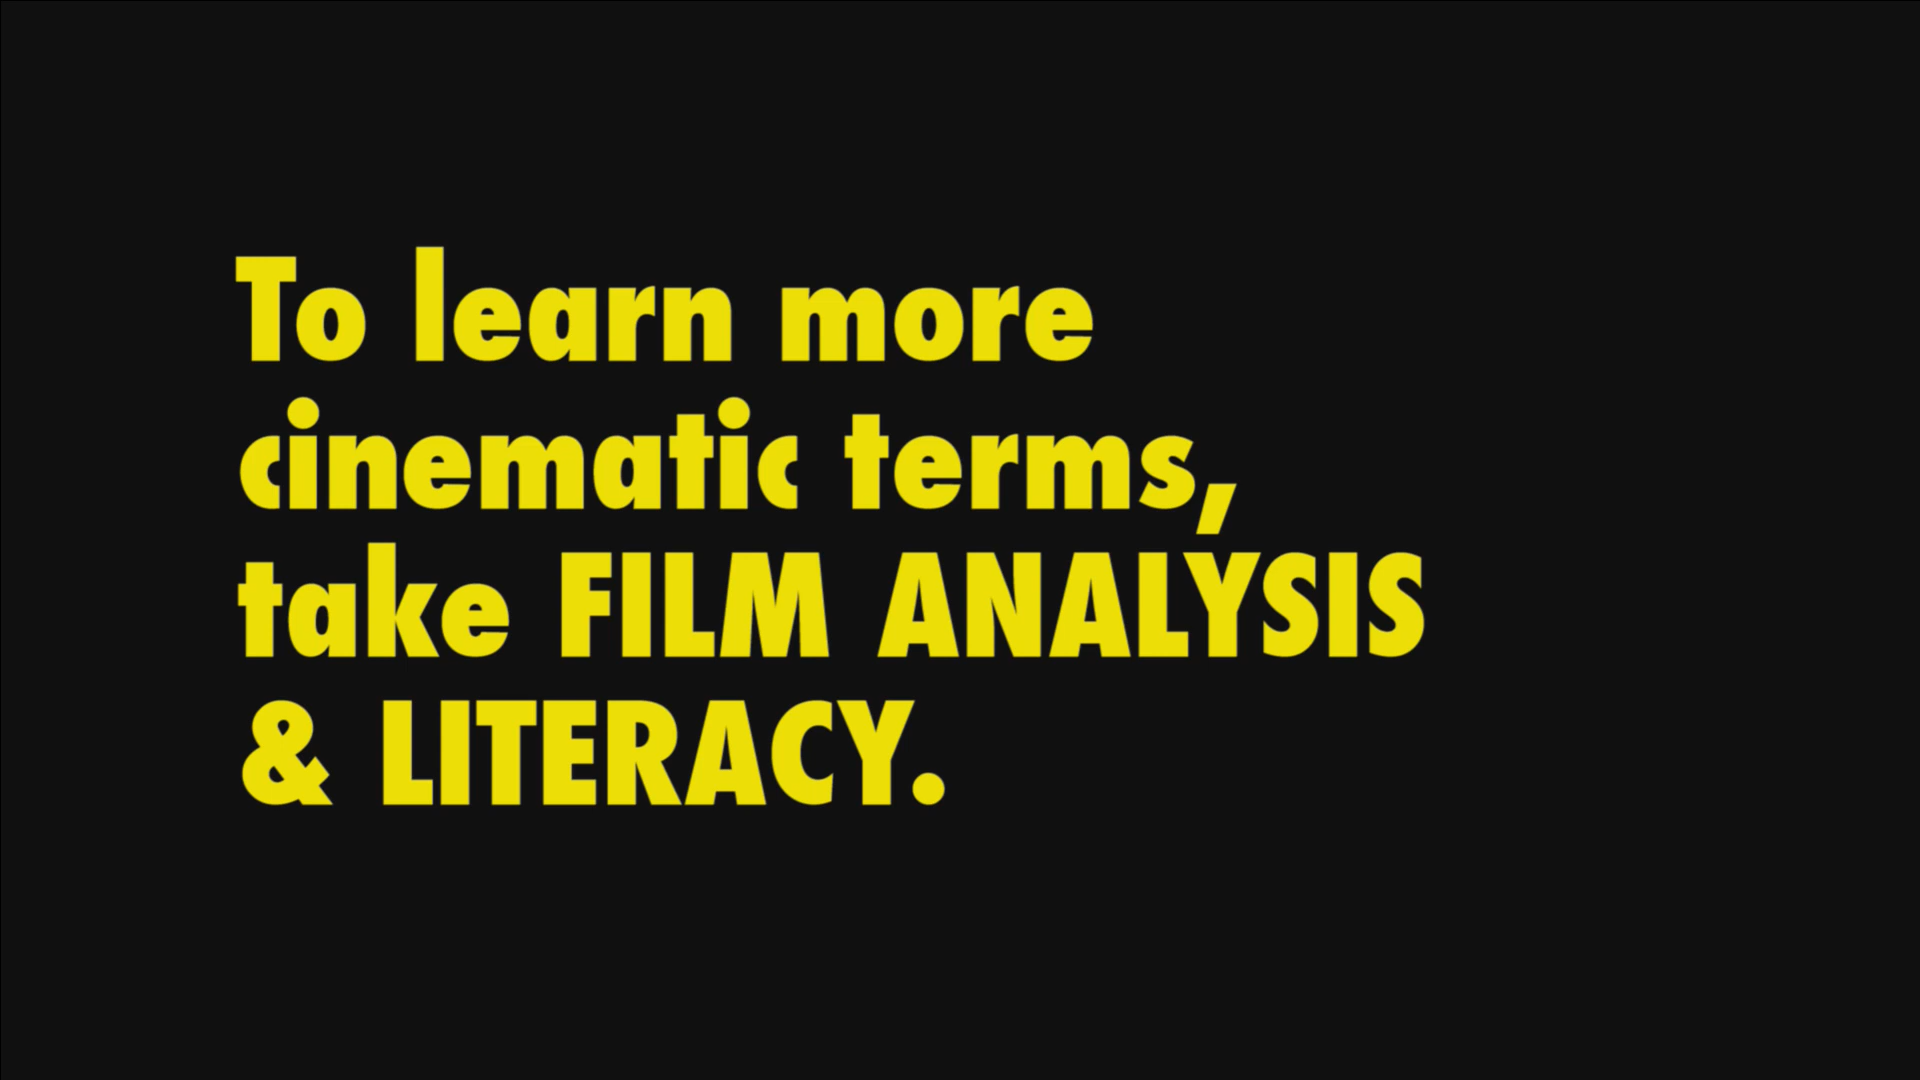 To learn more
cinematic terms,
take FILM ANALYSIS
& LITERACY.